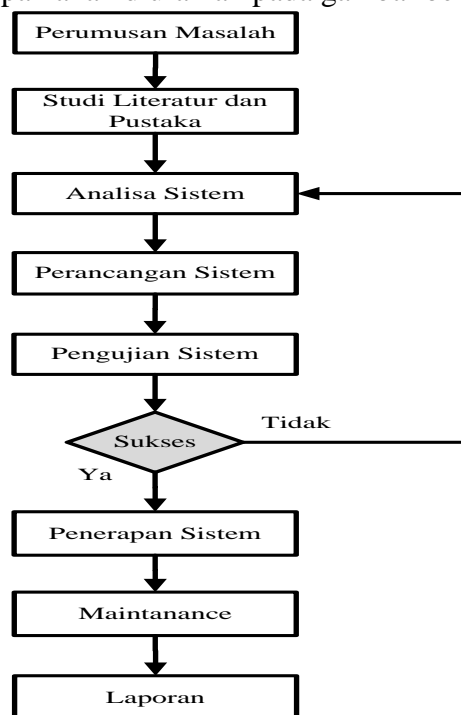 Perumusan Masalah
Studi Literatur dan
Pustaka
Analisa Sistem
Perancangan Sistem
Pengujian Sistem
Sukses
Tidak
Ya
Penerapan Sistem
Maintanance
Laporan